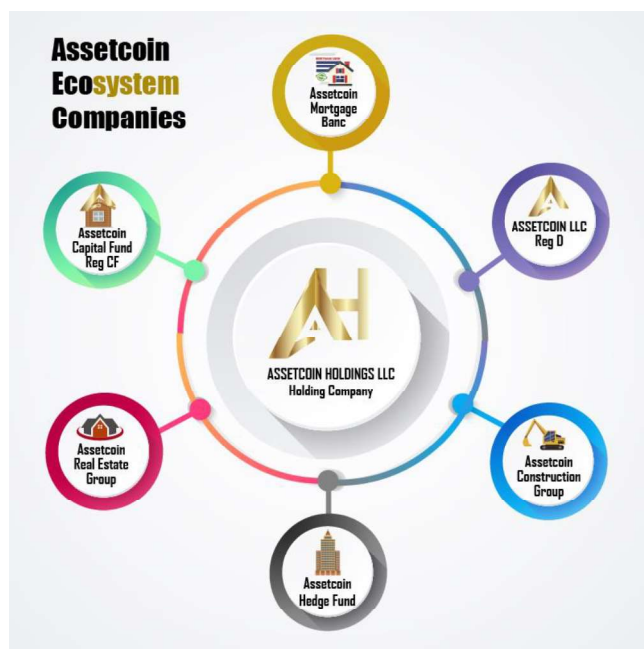 Assetcoin
Ecosystem
Companies
Assetcoin
Mortgage
Banc
ASSETCOIN LLC
Reg D
Assetcoin
Capital Fund
Reg CF
AH
ASSETCOIN HOLDINGS LLC
Holding Company
Assetcoin
Real Estate
Group
Assetcoin
Construction
Group
Assetcoin
Hedge Fund